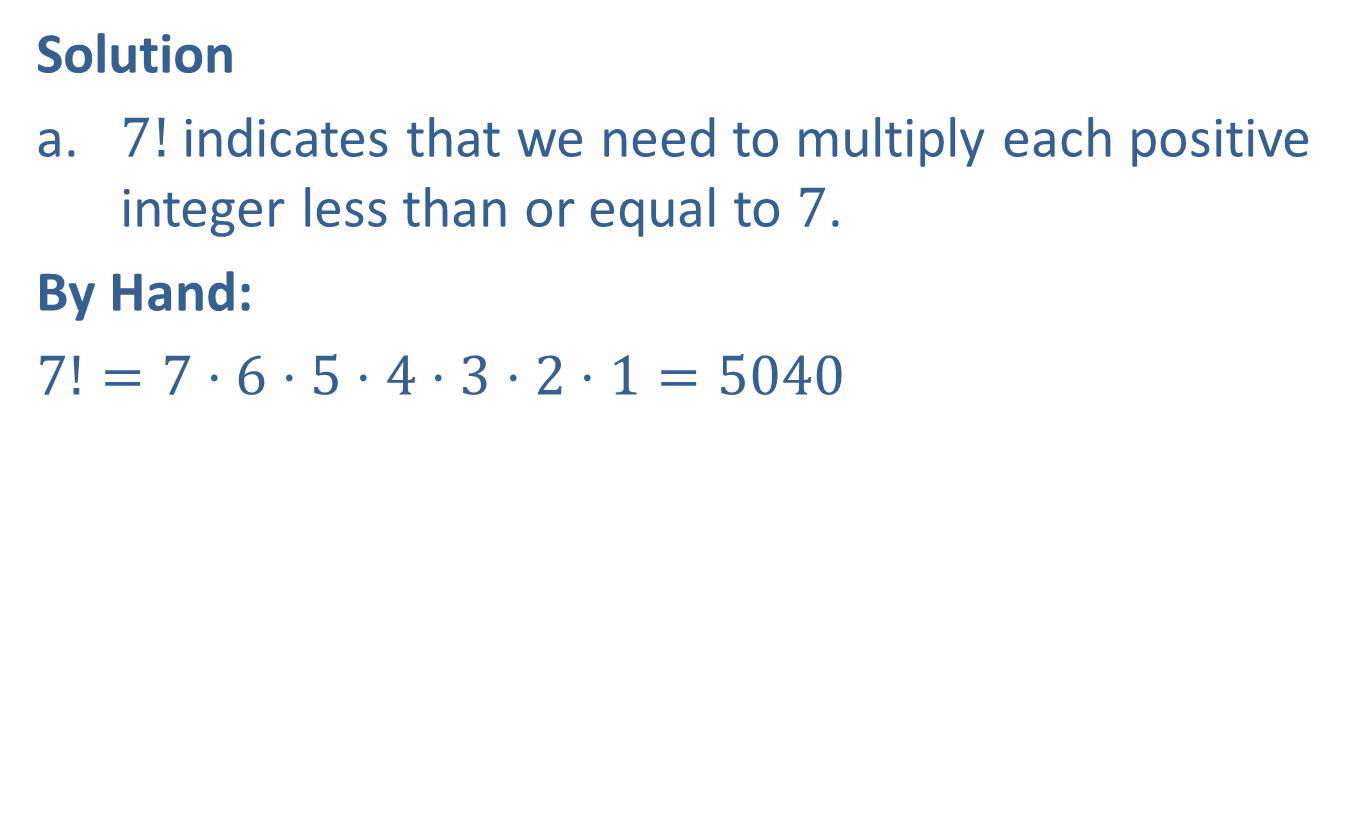 Solution
a. 7! indicates that we need to multiply each positive
integer less than or equal to 7.
By Hand:
7! = 7 · 6 · 5 · 4 · 3 · 2 · 1 = 5040